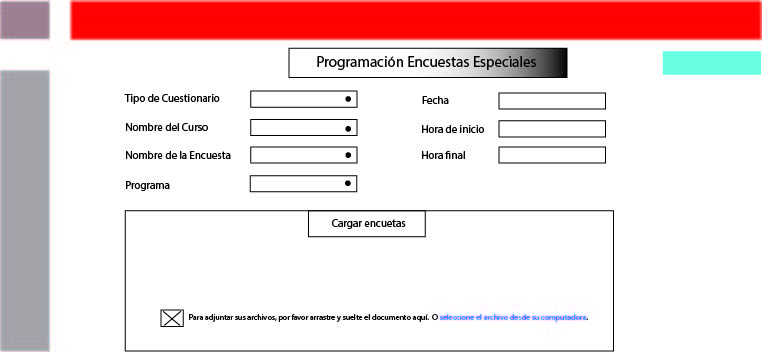 Programación Encuestas Especiales
Tipo de Cuestionario
Fecha
Nombre del Curso
Hora de inicio
Nombre de la Encuesta
Hora final
Programa
Cargar encuetas
Para adjuntar sus archivos, por favor arrastre y suelte el documento aquí. O seleccione el archivo desde su computadora.